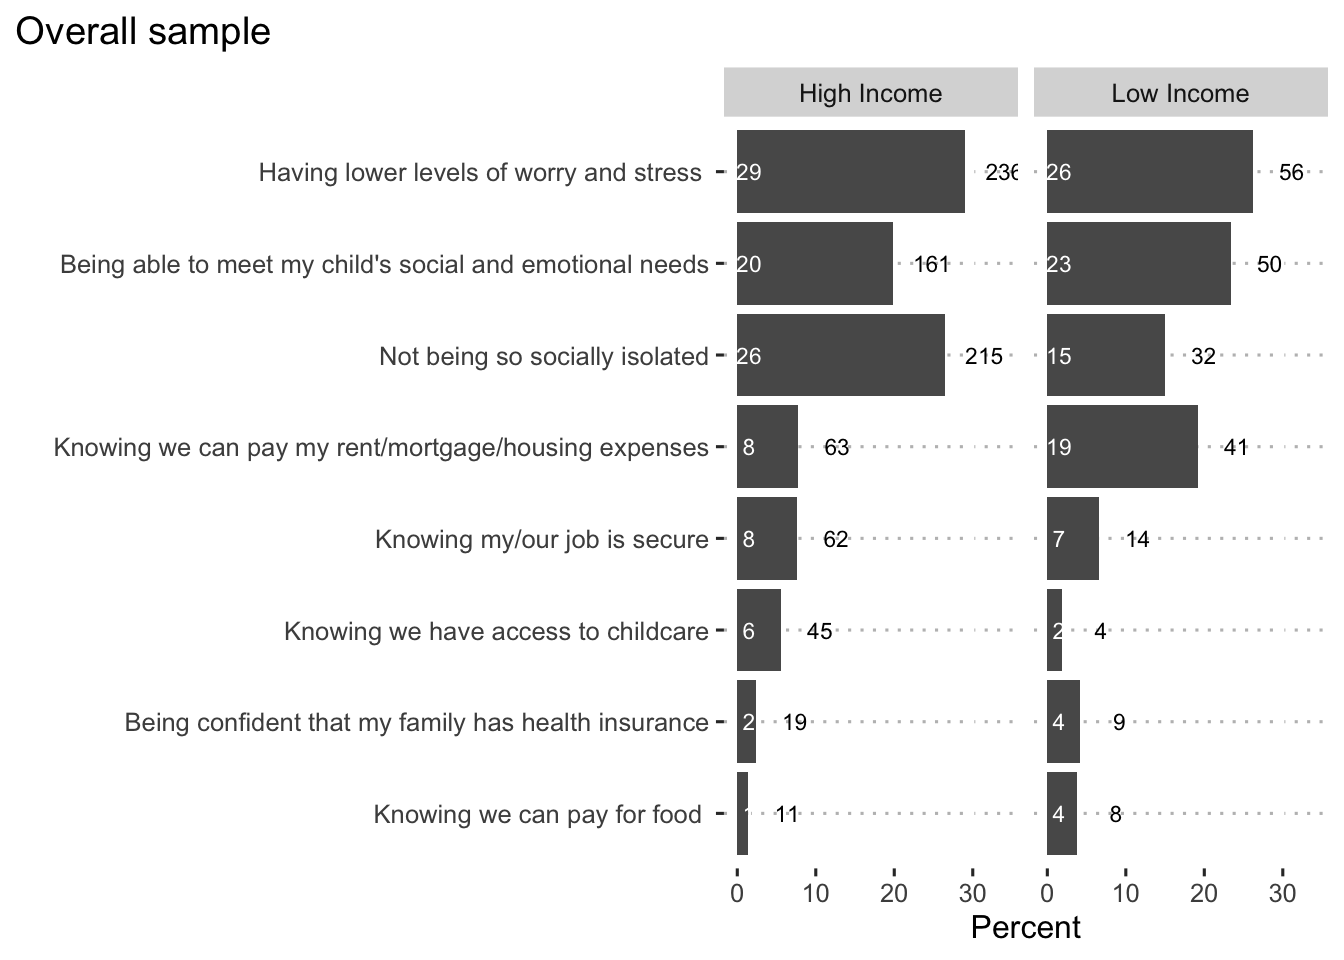 Overall sample
High Income Low Income
Having lower levels of worry and stress 29 236 26 56
Being able to meet my child's social and emotional needs 20 161 23 50
Not being so socially isolated 26 215 15 32
Knowing we can pay my rent/mortgage/housing expenses 8 63 19 41
Knowing my/our job is secure 8 62 7 14
Knowing we have access to childcare 6 45 2 4
Being confident that my family has health insurance 2 19 4 9
Knowing we can pay for food 1 11 4 8
0 10 20 30 0 10 20 30
Percent